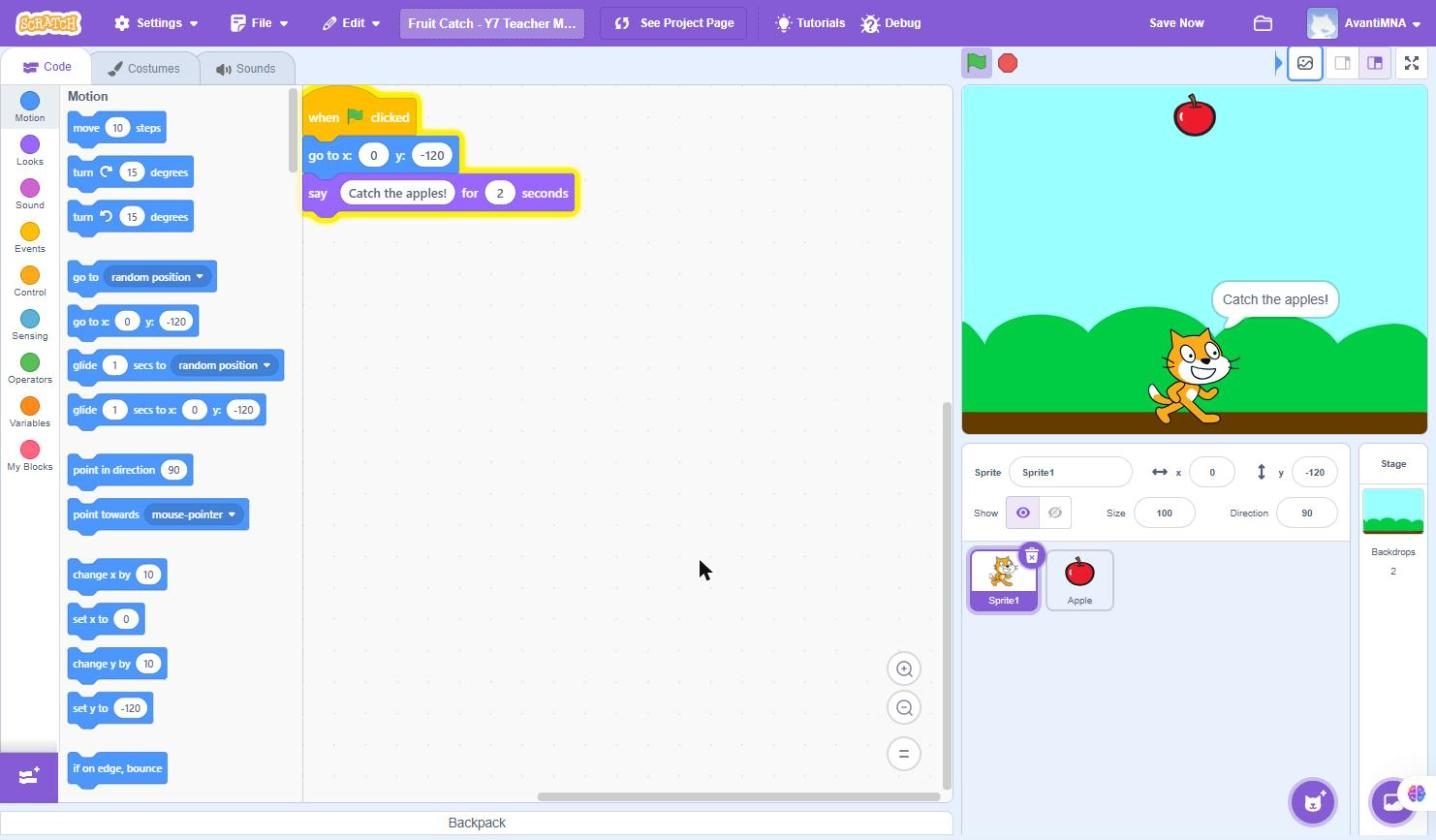 SCRATCH
Settings
File
Edit
Fruit Catch - Y7 Teacher M...
See Project Page
Tutorials
Debug
Save Now
AvantiMNA
Code
Costumes
Sounds
Motion
Looks
Sound
Events
Control
Sensing
Operators
Variables
My Blocks
Motion
move 10 steps
turn 15 degrees
turn 15 degrees
go to random position
go to x: 0 y: -120
glide 1 secs to random position
glide 1 secs to x: 0 y: -120
point in direction 90
point towards mouse-pointer
change x by 10
set x to 0
change y by 10
set y to -120
if on edge, bounce
when clicked
go to x: 0 y: -120
say Catch the apples! for 2 seconds
Catch the apples!
Sprite Sprite1 x 0 y -120
Show Size 100 Direction 90
Sprite1
Apple
Stage
Backdrops
2
Backpack